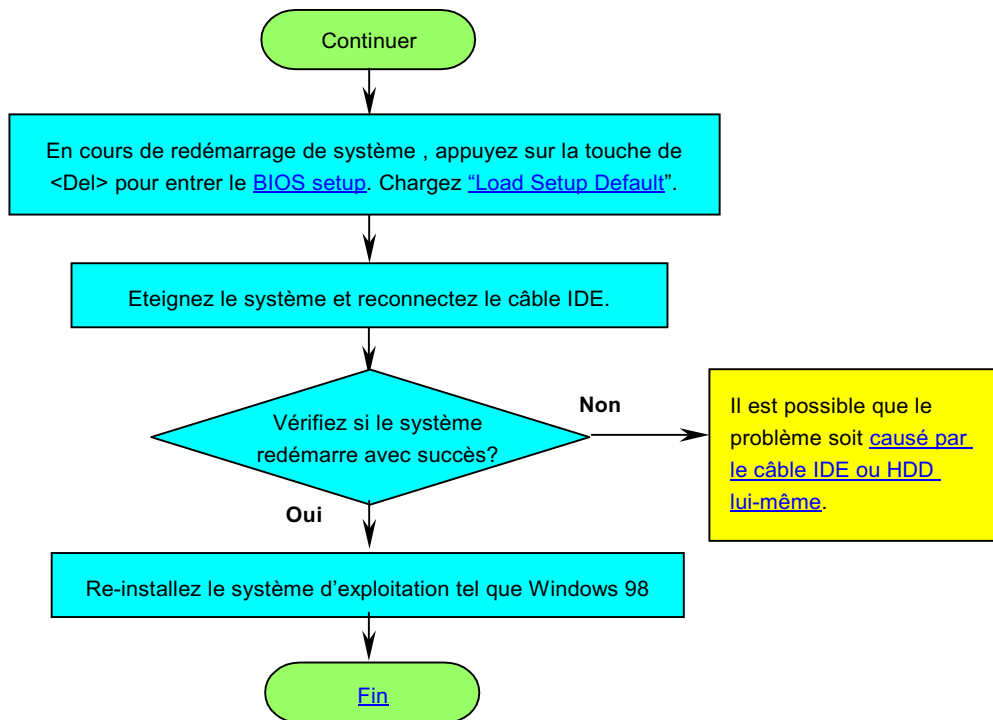 Continuer
En cours de redémarrage de système , appuyez sur la touche de
<Del> pour entrer le BIOS setup. Chargez “Load Setup Default”.
Eteignez le système et reconnectez le câble IDE.
Vérifiez si le système
redémarre avec succès?
Non
Il est possible que le
problème soit causé par
le câble IDE ou HDD
lui-même.
Oui
Re-installez le système d’exploitation tel que Windows 98
Fin